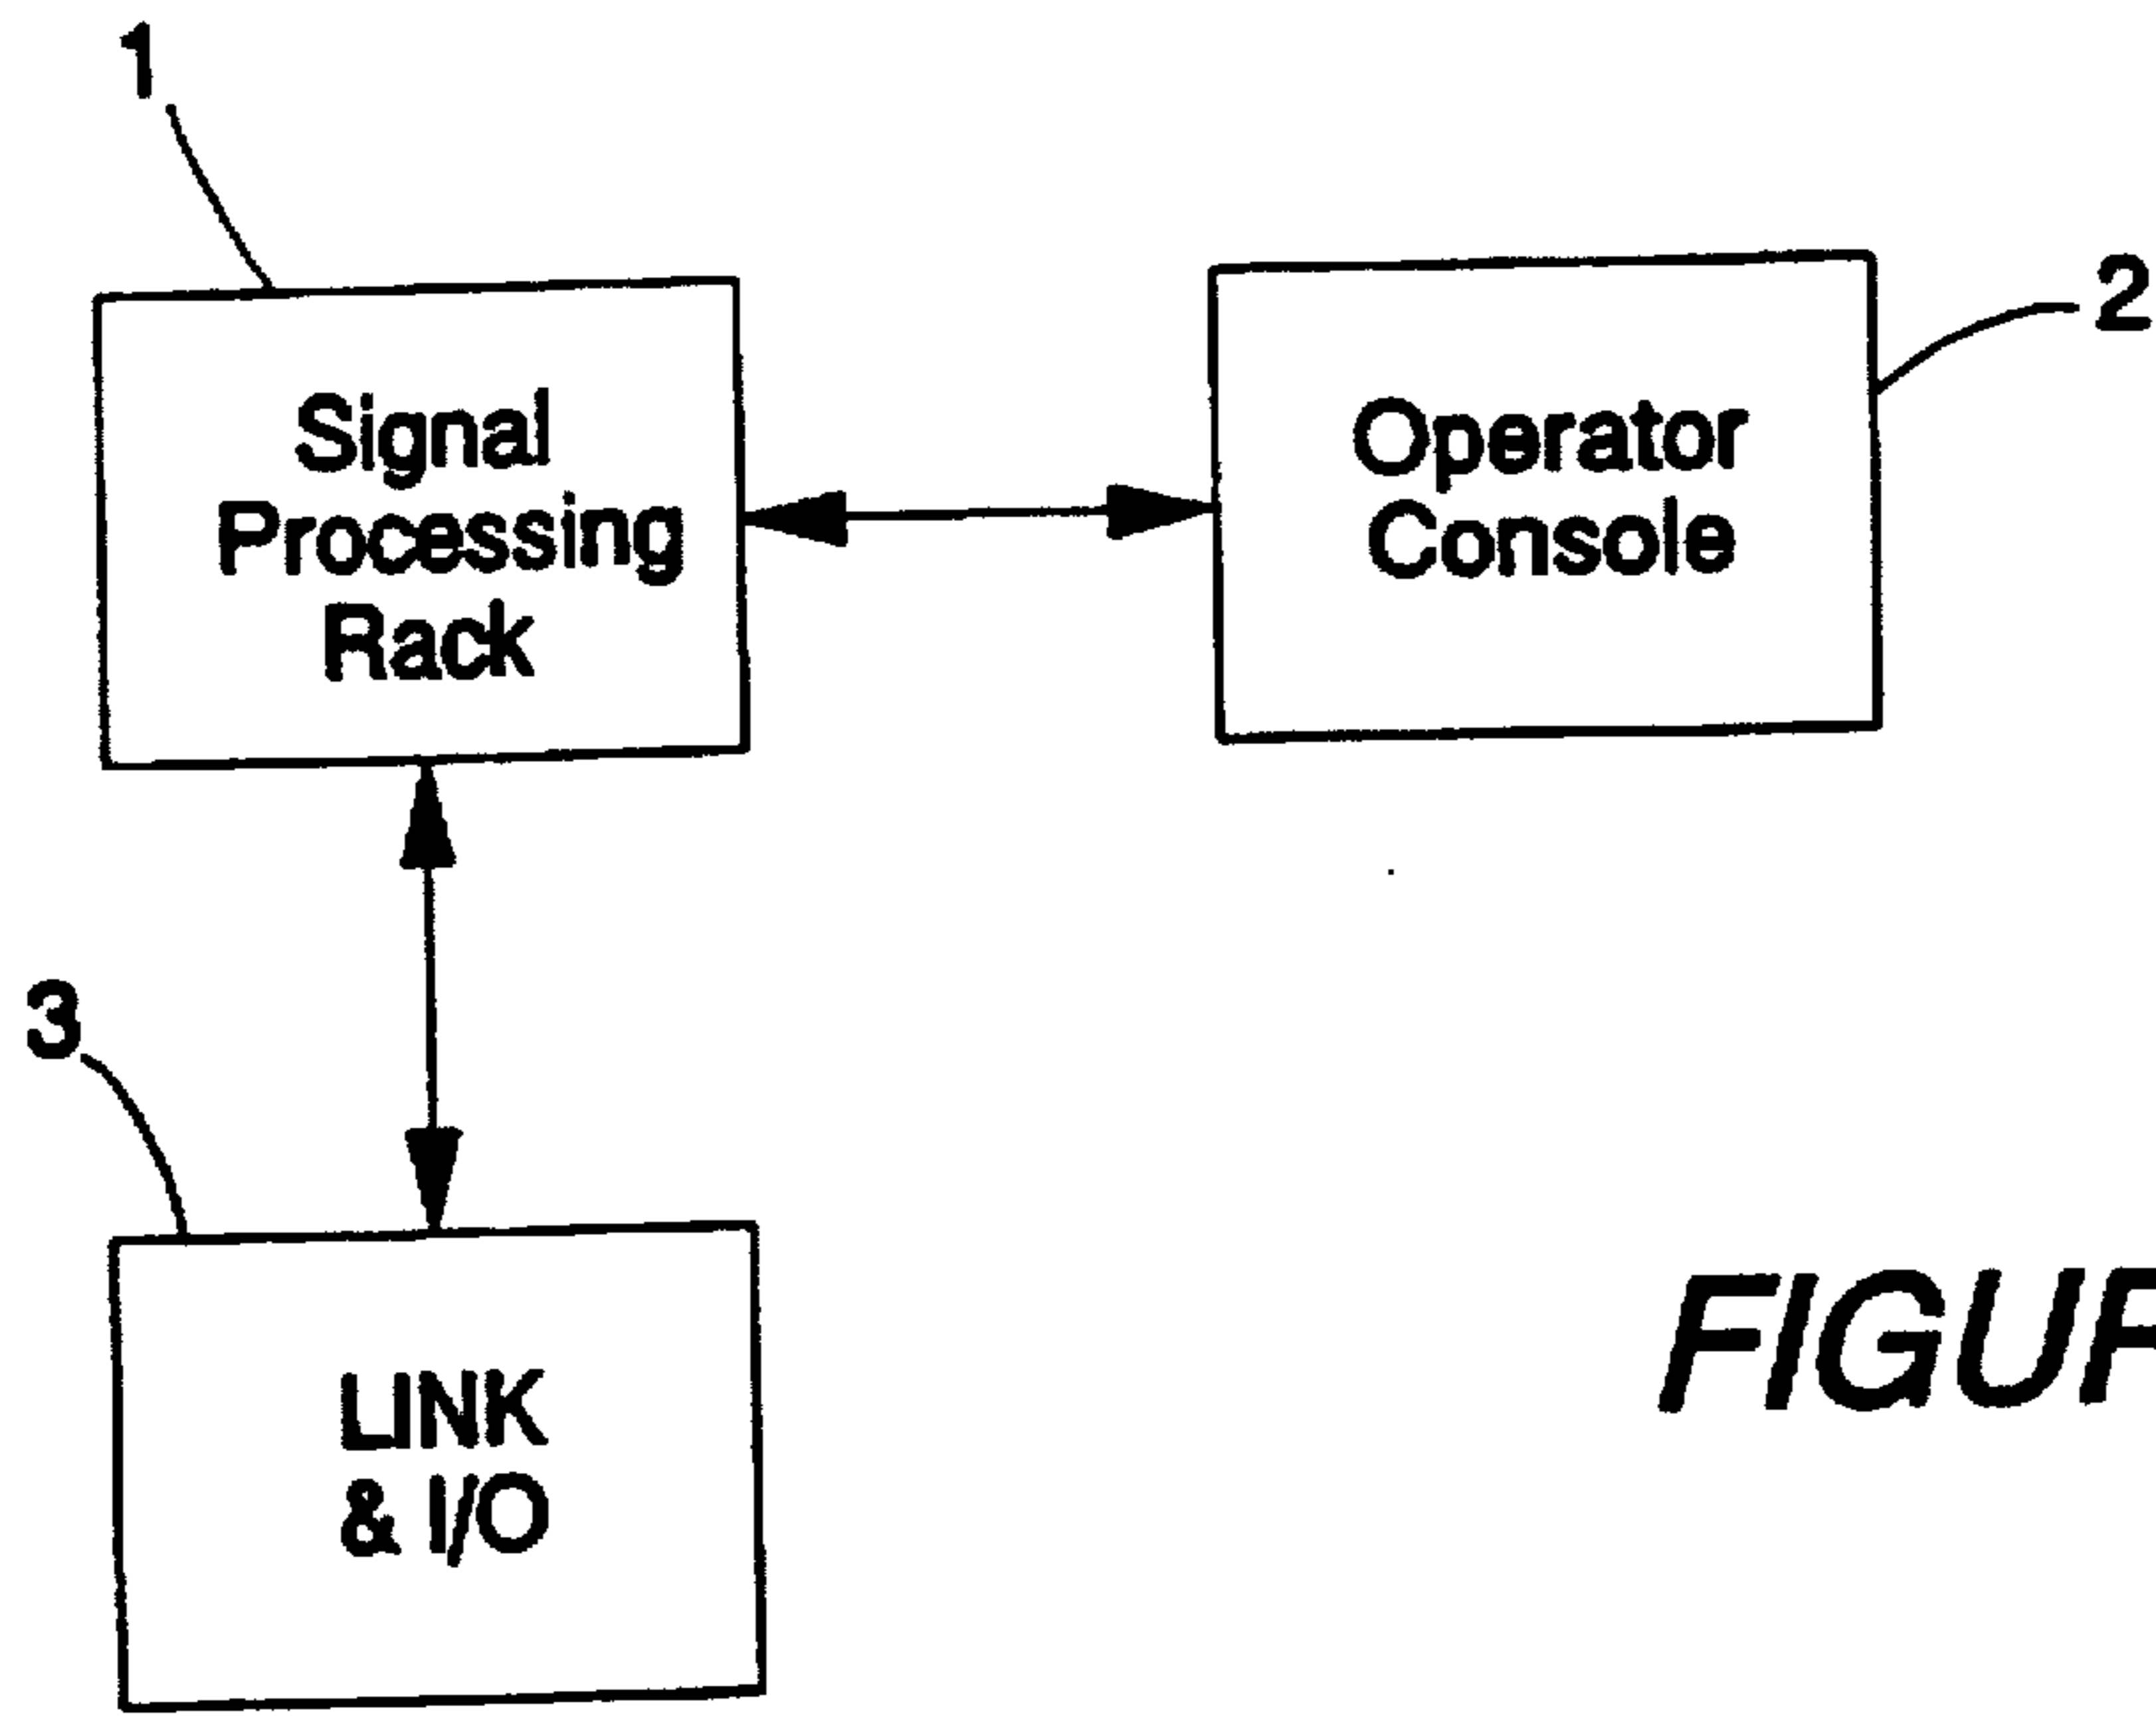 1
Signal
Processing
Rack
Operator
Console
2
3
LINK
& I/O